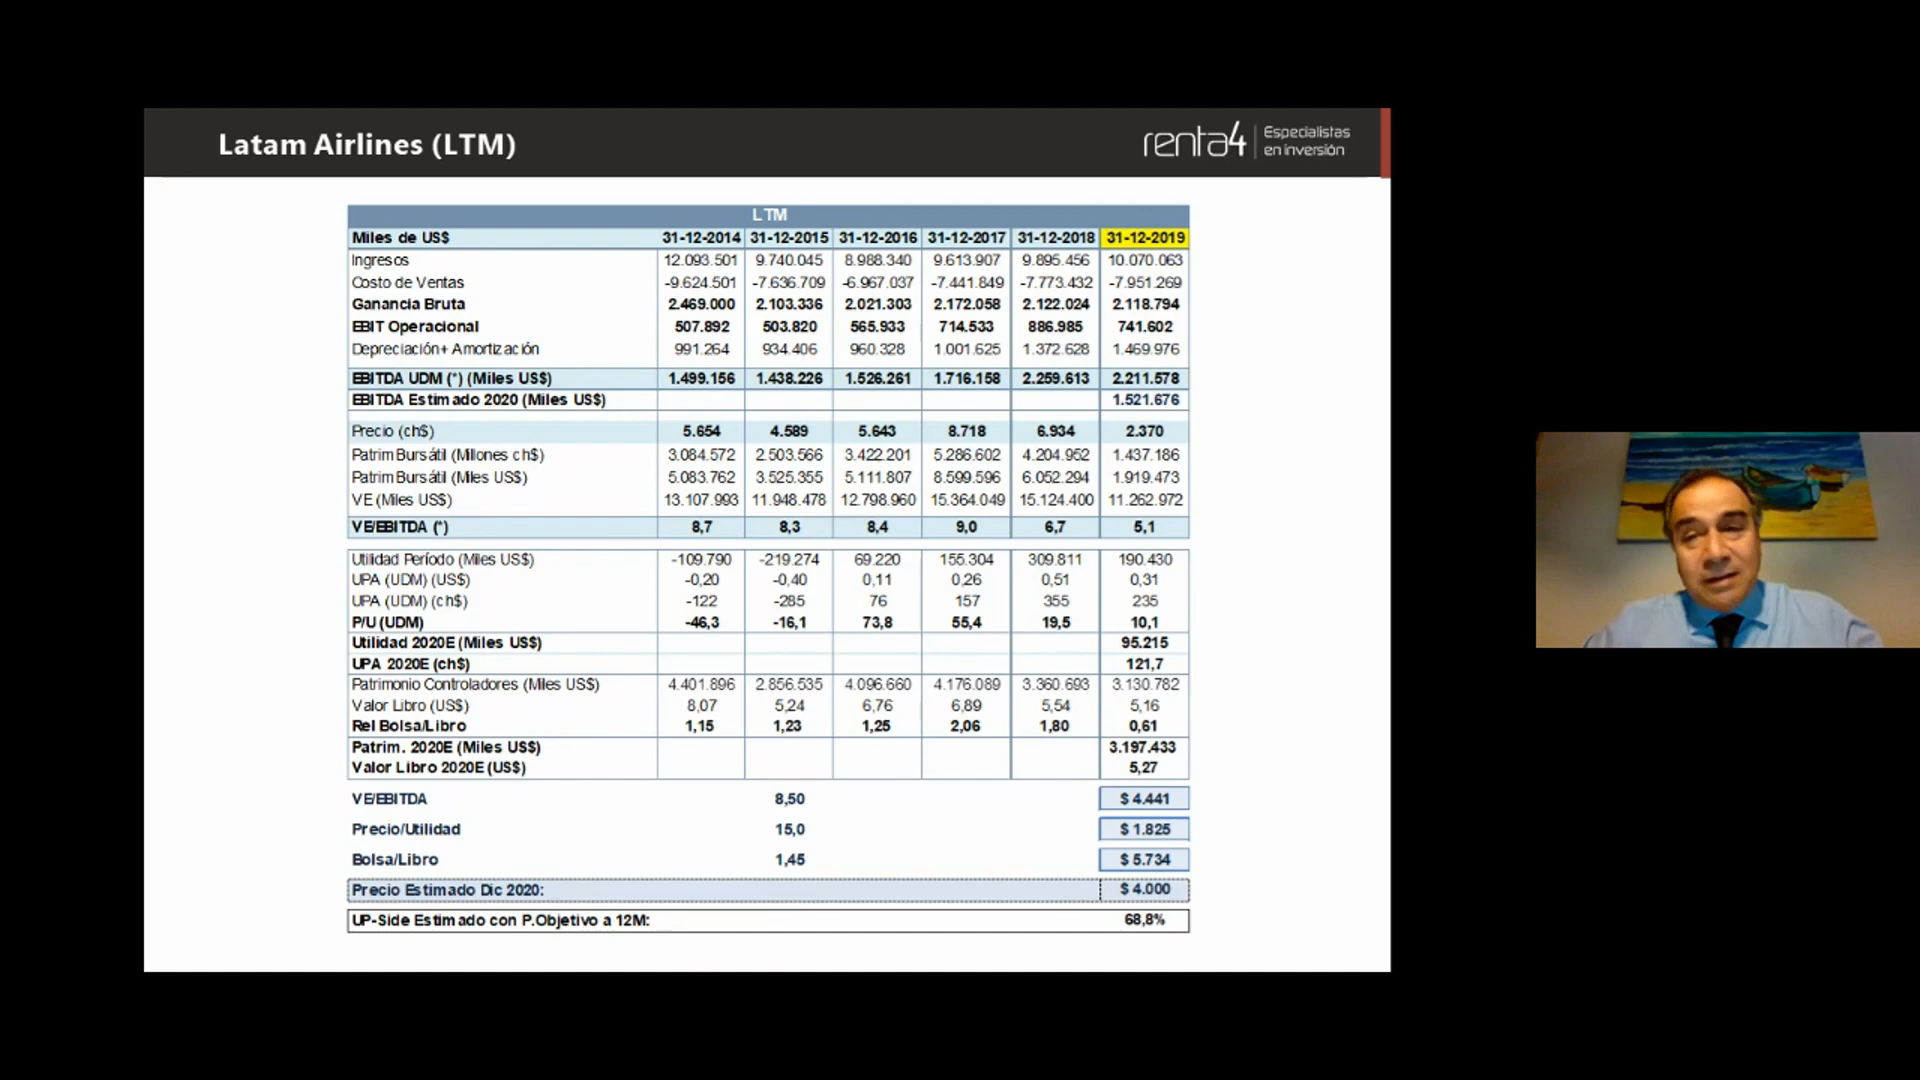 Latam Airlines (LTM)
renta4 Especialistas
en inversión
LTM
Miles de US$ 31-12-2014 31-12-2015 31-12-2016 31-12-2017 31-12-2018 31-12-2019
Ingresos 12.093.501 9.740.045 8.988.340 9.613.907 9.895.456 10.070.063
Costo de Ventas -9.624.501 -7.636.709 -6.967.037 -7.441.849 -7.773.432 -7.951.269
Ganancia Bruta 2.469.000 2.103.336 2.021.303 2.172.058 2.122.024 2.118.794
EBIT Operacional 507.892 503.820 565.933 714.533 886.985 741.602
Depreciación+ Amortización 991.264 934.406 960.328 1.001.625 1.372.628 1.469.976
EBITDA UDM (*) (Miles US$) 1.499.156 1.438.226 1.526.261 1.716.158 2.259.613 2.211.578
EBITDA Estimado 2020 (Miles US$) 1.521.676
Precio (ch$) 5.654 4.589 5.643 8.718 6.934 2.370
Patrim Bursátil (Millones ch$) 3.084.572 2.503.566 3.422.201 5.286.602 4.204.952 1.437.186
Patrim Bursátil (Miles US$) 5.083.762 3.525.355 5.111.807 8.599.596 6.052.294 1.919.473
VE (Miles US$) 13.107.993 11.948.478 12.798.960 15.364.049 15.124.400 11.262.972
VE/EBITDA (*) 8,7 8,3 8,4 9,0 6,7 5,1
Utilidad Período (Miles US$) -109.790 -219.274 69.220 155.304 309.811 190.430
UPA (UDM) (US$) -0,20 -0,40 0,11 0,26 0,51 0,31
UPA (UDM) (ch$) -122 -285 76 157 355 235
P/U (UDM) -46,3 -16,1 73,8 55,4 19,5 10,1
Utilidad 2020E (Miles US$) 95.215
UPA 2020E (ch$) 121,7
Patrimonio Controladores (Miles US$) 4.401.896 2.856.535 4.096.660 4.176.089 3.360.693 3.130.782
Valor Libro (US$) 8,07 5,24 6,76 6,89 5,54 5,16
Rel Bolsa/Libro 1,15 1,23 1,25 2,06 1,80 0,61
Patrim. 2020E (Miles US$) 3.197.433
Valor Libro 2020E (US$) 5,27
VE/EBITDA 8,50 $ 4.441
Precio/Utilidad 15,0 $ 1.825
Bolsa/Libro 1,45 $ 5.734
Precio Estimado Dic 2020: $ 4.000
UP-Side Estimado con P.Objetivo a 12M: 68,8%